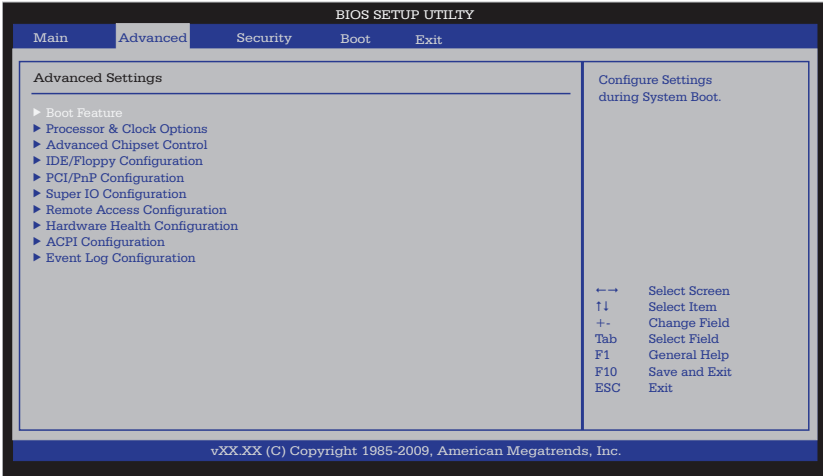 BIOS SETUP UTILTY
Main Advanced Security Boot Exit
Advanced Settings
▶ Boot Feature
▶ Processor & Clock Options
▶ Advanced Chipset Control
▶ IDE/Floppy Configuration
▶ PCI/PnP Configuration
▶ Super IO Configuration
▶ Remote Access Configuration
▶ Hardware Health Configuration
▶ ACPI Configuration
▶ Event Log Configuration
Configure Settings
during System Boot.
←→ Select Screen
↑↓ Select Item
+- Change Field
Tab Select Field
F1 General Help
F10 Save and Exit
ESC Exit
vXX.XX (C) Copyright 1985-2009, American Megatrends, Inc.